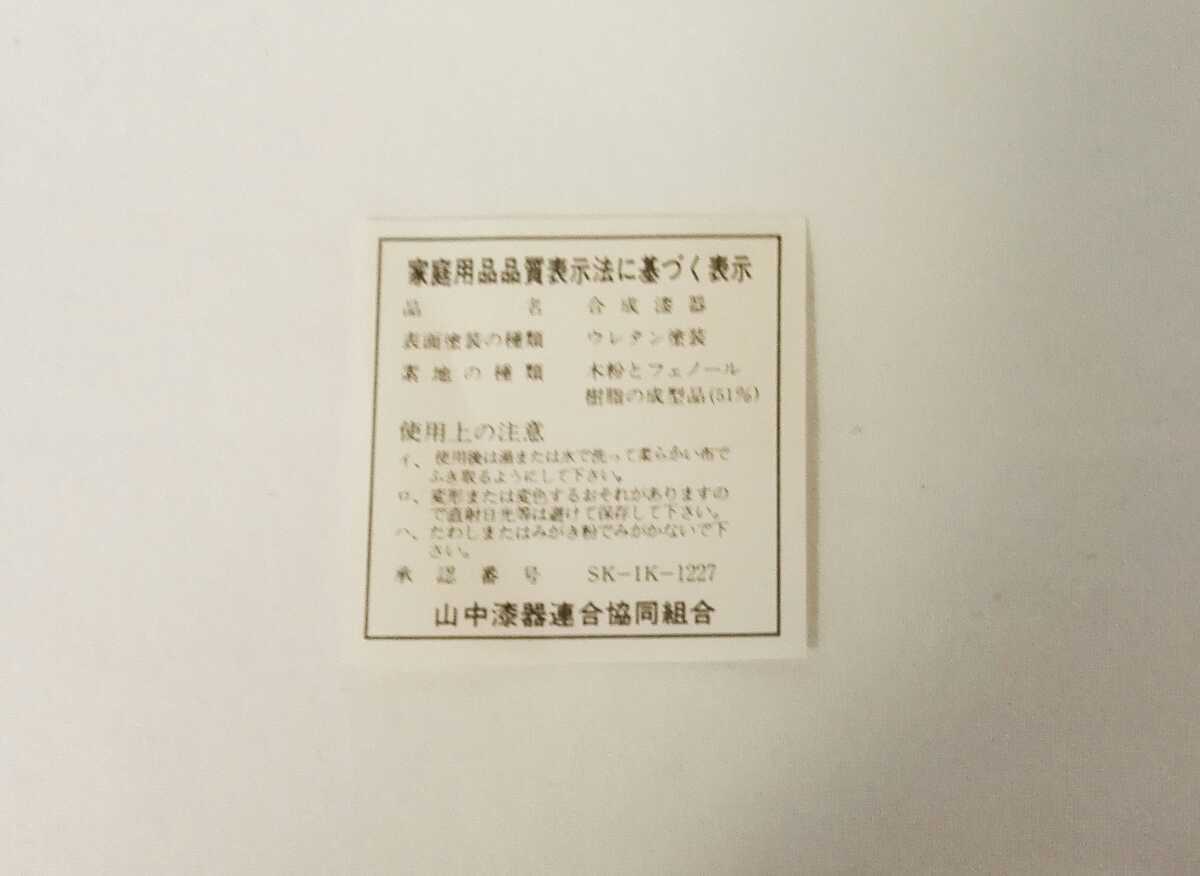 家庭用品品質表示法に基づく表示
品名 合成漆器
表面塗装の種類 ウレタン塗装
素地の種類 木粉とフェノール
樹脂の成型品(51%)
使用上の注意
イ、使用後は湯または水で洗って柔らかい布で
ふき取るようにして下さい。
ロ、変形または変色するおそれがありますの
で直射日光等は避けて保存して下さい。
ハ、たわしまたはみがき粉でみがかないで下
さい。
承認番号 SK-IK-1227
山中漆器連合協同組合